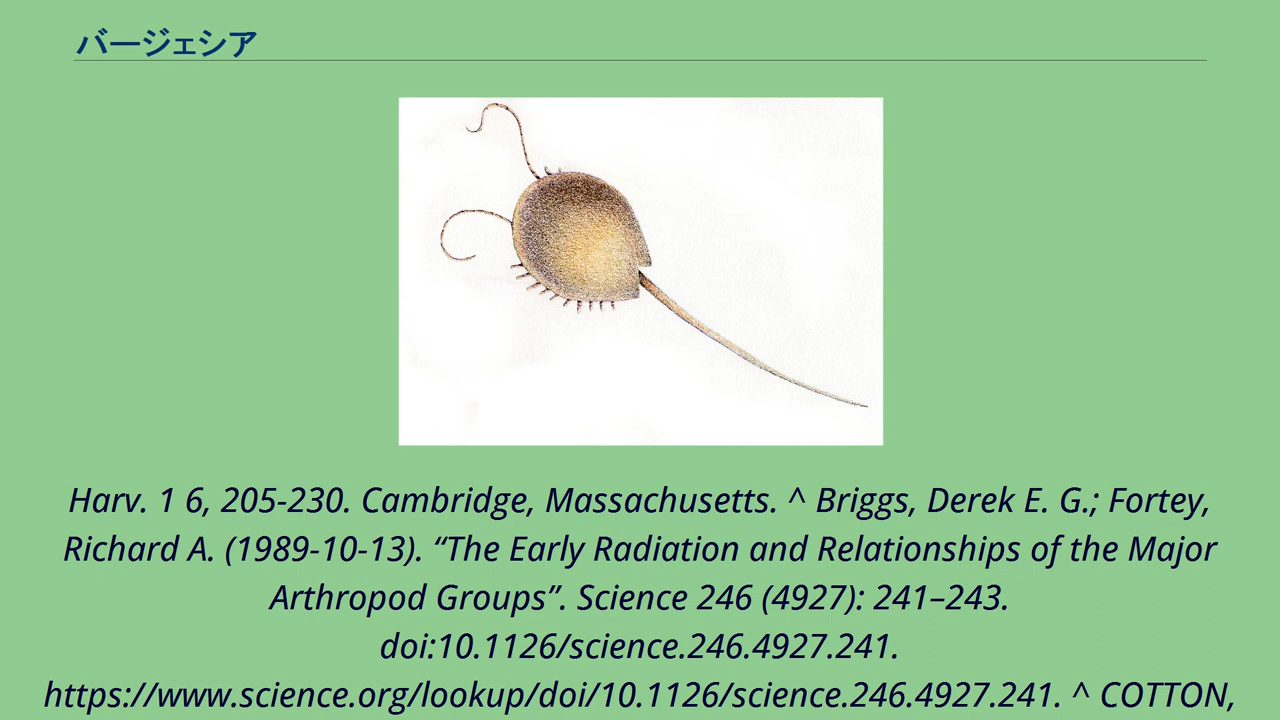 バージェシア
Harv. 1 6, 205-230. Cambridge, Massachusetts. ^ Briggs, Derek E. G.; Fortey,
Richard A. (1989-10-13). “The Early Radiation and Relationships of the Major
Arthropod Groups”. Science 246 (4927): 241–243.
doi:10.1126/science.246.4927.241.
https://www.science.org/lookup/doi/10.1126/science.246.4927.241. ^ COTTON,